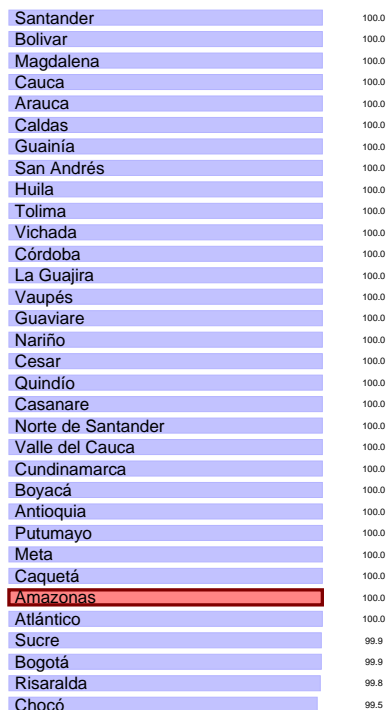 Santander 100.0
Bolivar 100.0
Magdalena 100.0
Cauca 100.0
Arauca 100.0
Caldas 100.0
Guainía 100.0
San Andrés 100.0
Huila 100.0
Tolima 100.0
Vichada 100.0
Córdoba 100.0
La Guajira 100.0
Vaupés 100.0
Guaviare 100.0
Nariño 100.0
Cesar 100.0
Quindío 100.0
Casanare 100.0
Norte de Santander 100.0
Valle del Cauca 100.0
Cundinamarca 100.0
Boyacá 100.0
Antioquia 100.0
Putumayo 100.0
Meta 100.0
Caquetá 100.0
Amazonas 100.0
Atlántico 100.0
Sucre 99.9
Bogotá 99.9
Risaralda 99.8
Chocó 99.5